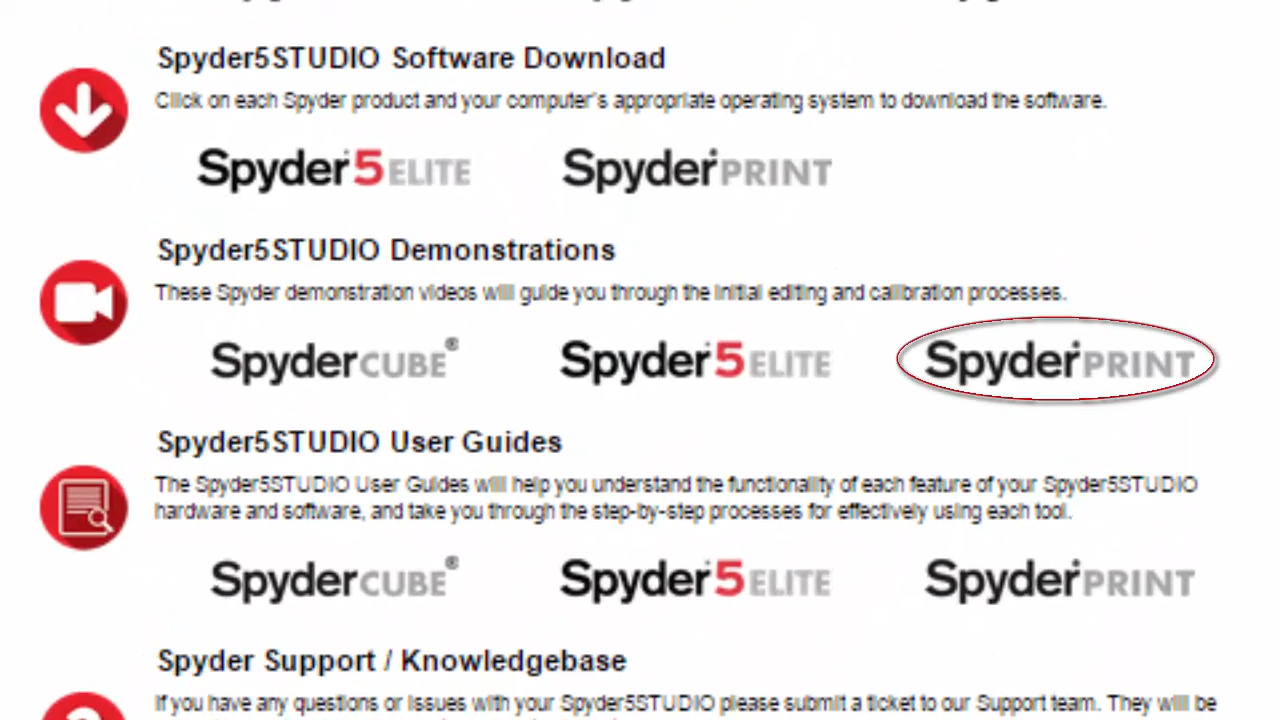 Spyder5STUDIO Software Download
Click on each Spyder product and your computer's appropriate operating system to download the software.
Spyder5ELITE SpyderPRINT
Spyder5STUDIO Demonstrations
These Spyder demonstration videos will guide you through the initial editing and calibration processes.
SpyderCUBE® Spyder5ELITE SpyderPRINT
Spyder5STUDIO User Guides
The Spyder5STUDIO User Guides will help you understand the functionality of each feature of your Spyder5STUDIO
hardware and software, and take you through the step-by-step processes for effectively using each tool.
SpyderCUBE® Spyder5ELITE SpyderPRINT
Spyder Support / Knowledgebase
If you have any questions or issues with your Spyder5STUDIO please submit a ticket to our Support team. They will be